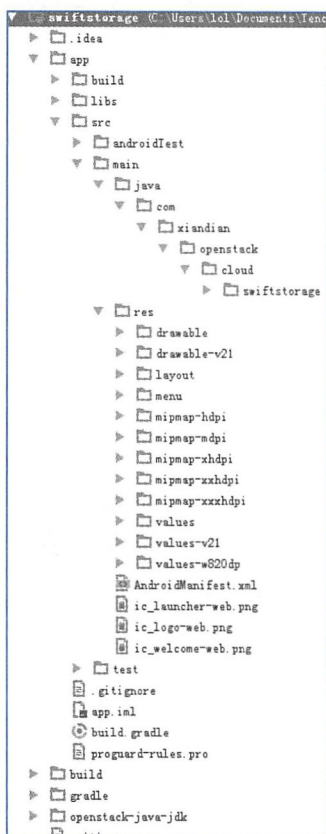 swiftstorage (C:\Users\lol\Documents\Tenc
.idea
app
build
libs
src
androidTest
main
java
com
xiandian
openstack
cloud
swiftstorage
res
drawable
drawable-v21
layout
menu
mipmap-hdpi
mipmap-mdpi
mipmap-xhdpi
mipmap-xxhdpi
mipmap-xxxhdpi
values
values-v21
values-w820dp
AndroidManifest.xml
ic_launcher-web.png
ic_logo-web.png
ic_welcome-web.png
test
.gitignore
app.iml
build.gradle
proguard-rules.pro
build
gradle
openstack-java-jdk